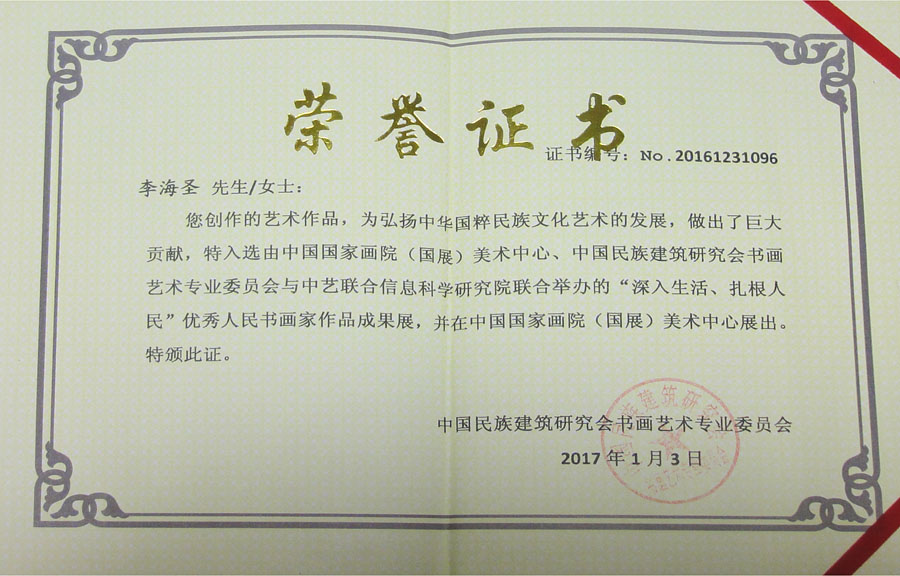 荣誉证书
证书编号：No.20161231096
李海圣 先生/女士：
您创作的艺术作品，为弘扬中华国粹民族文化艺术的发展，做出了巨大
贡献，特入选由中国国家画院（国展）美术中心、中国民族建筑研究会书画
艺术专业委员会与中艺联合信息科学研究院联合举办的“深入生活、扎根人
民”优秀人民书画家作品成果展，并在中国国家画院（国展）美术中心展出。
特颁此证。
中国民族建筑研究会书画艺术专业委员会
2017 年 1 月 3 日